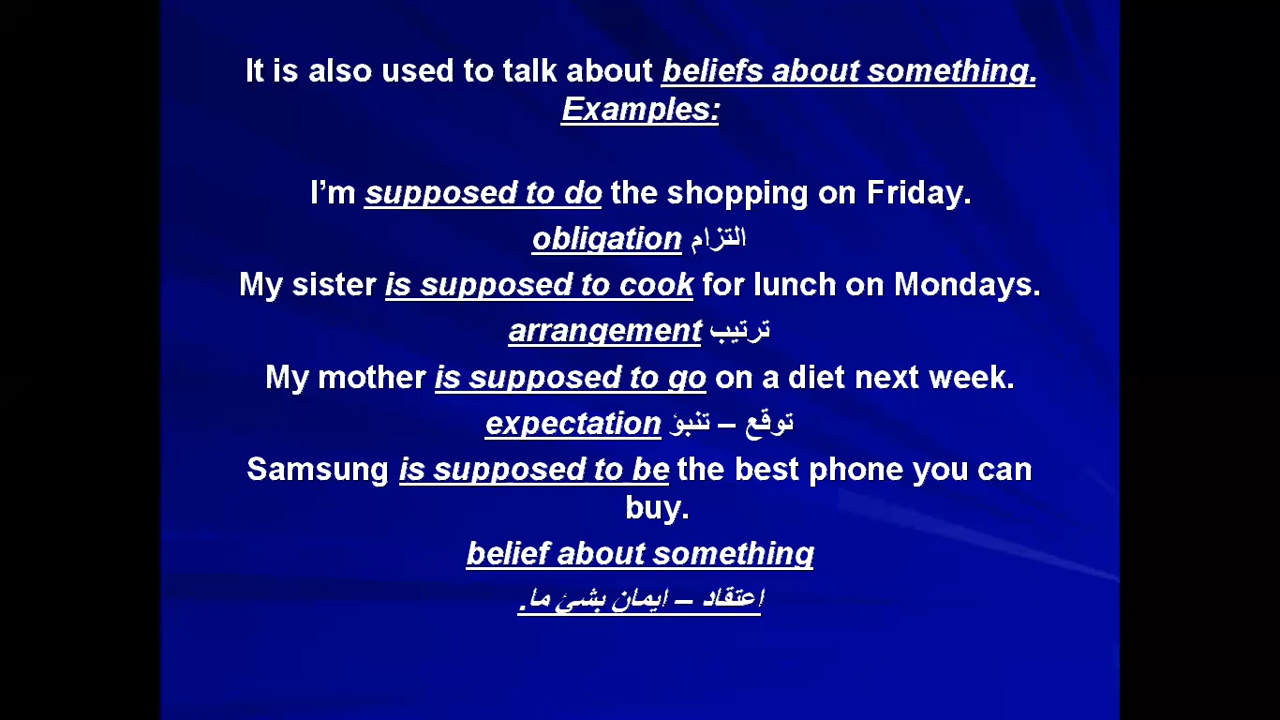 It is also used to talk about beliefs about something.
Examples:
I’m supposed to do the shopping on Friday.
obligation التزام
My sister is supposed to cook for lunch on Mondays.
arrangement ترتيب
My mother is supposed to go on a diet next week.
expectation توقع – تنبؤ
Samsung is supposed to be the best phone you can
buy.
belief about something
اعتقاد – ايمان بشئ ما.